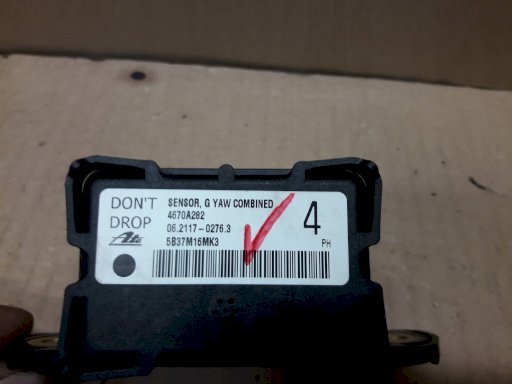 DON'T
DROP
Ate
SENSOR, G YAW COMBINED
4670A282
06.2117-0276.3
5B37M16MK3
4
PH